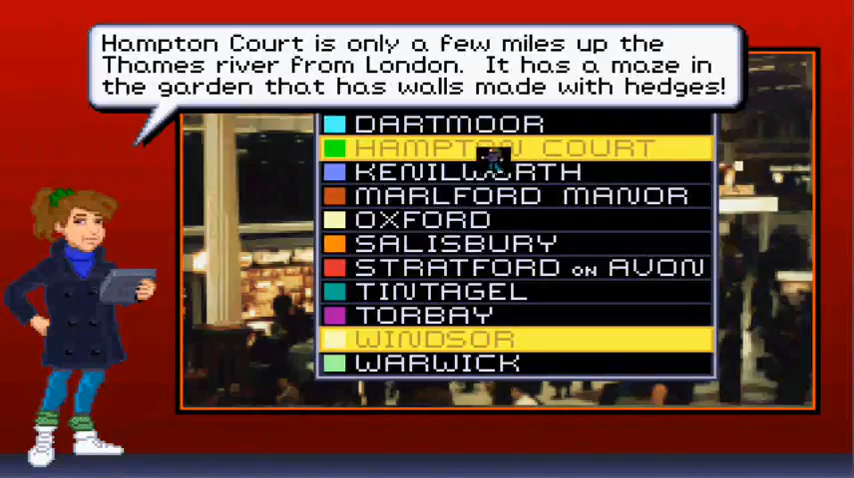 Hampton Court is only a few miles up the
Thames river from London. It has a maze in
the garden that has walls made with hedges!
DARTMOOR
HAMPTON COURT
KENILWORTH
MARLFORD MANOR
OXFORD
SALISBURY
STRATFORD ON AVON
TINTAGEL
TORBAY
WINDSOR
WARWICK